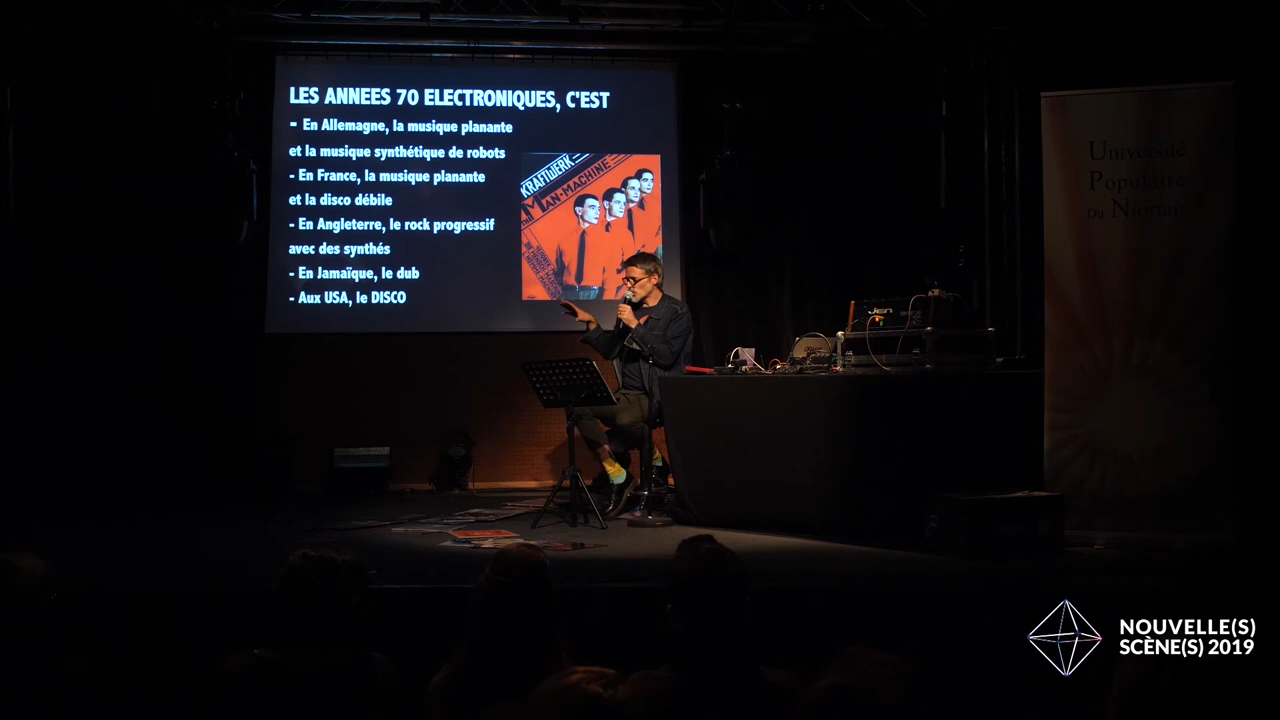 LES ANNEES 70 ELECTRONIQUES, C'EST
- En Allemagne, la musique planante
et la musique synthétique de robots
- En France, la musique planante
et la disco débile
- En Angleterre, le rock progressif
avec des synthés
- En Jamaïque, le dub
- Aux USA, le DISCO
KRAFTWERK
THE MAN-MACHINE
JEN
Université
Populaire
Du Niortais
NOUVELLE(S)
SCÈNE(S) 2019